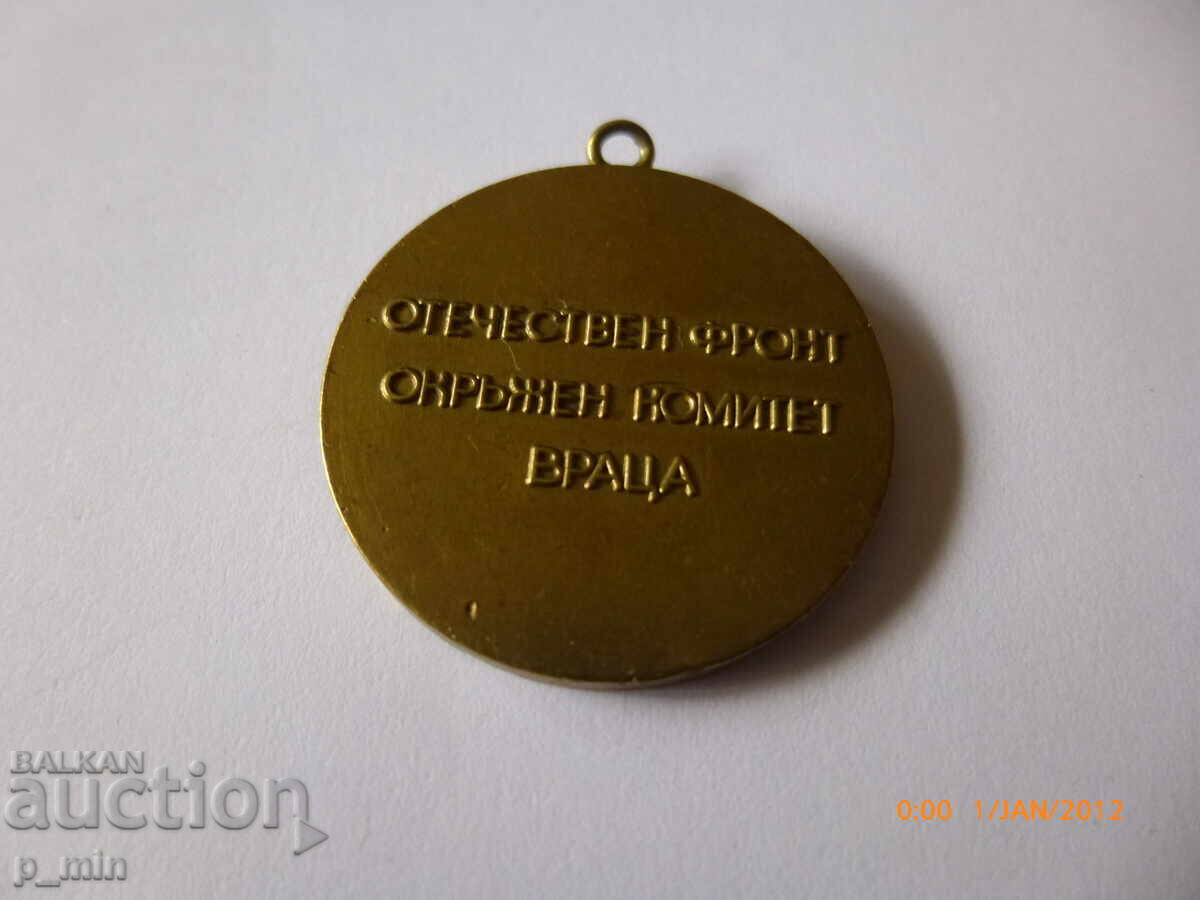 ОТЕЧЕСТВЕН ФРОНТ
ОКРЪЖЕН КОМИТЕТ
ВРАЦА
BALKAN
auction
p_min
0:00 1/JAN/2012